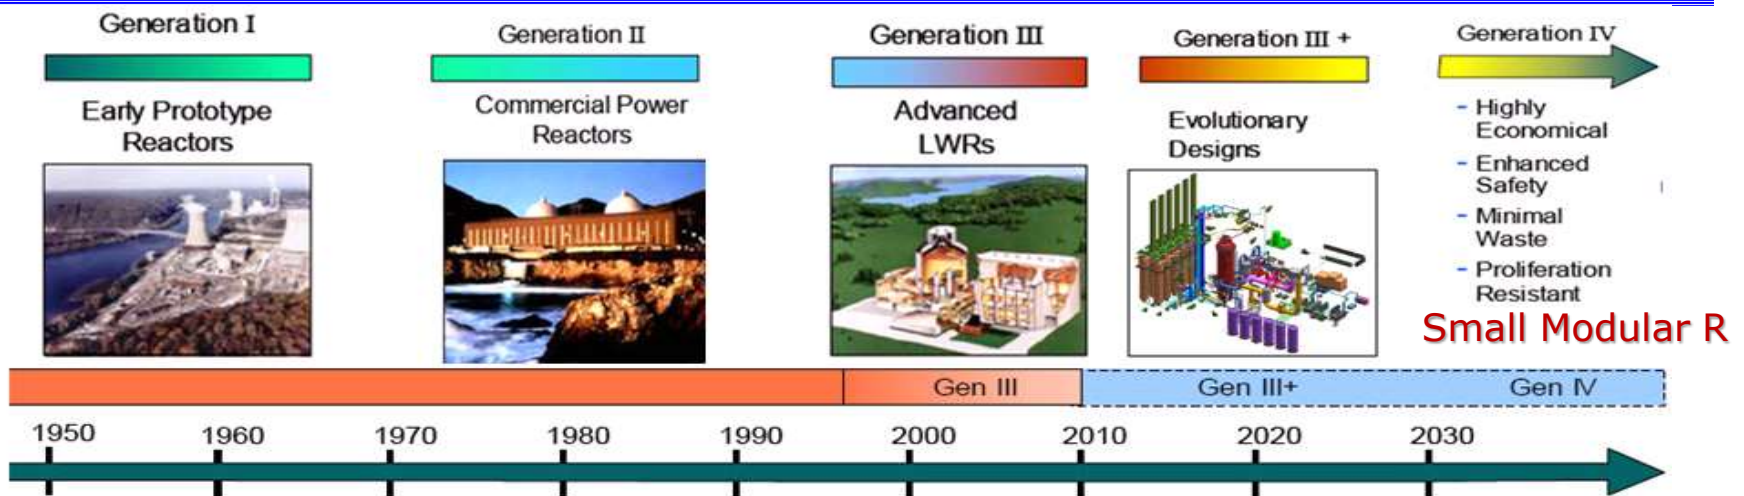 Generation I
Early Prototype
Reactors
Generation II
Commercial Power
Reactors
Generation III
Advanced
LWRs
Generation III +
Evolutionary
Designs
Generation IV
- Highly
Economical
- Enhanced
Safety
- Minimal
Waste
- Proliferation
Resistant
Small Modular R
Gen III
Gen III+
Gen IV
1950
1960
1970
1980
1990
2000
2010
2020
2030